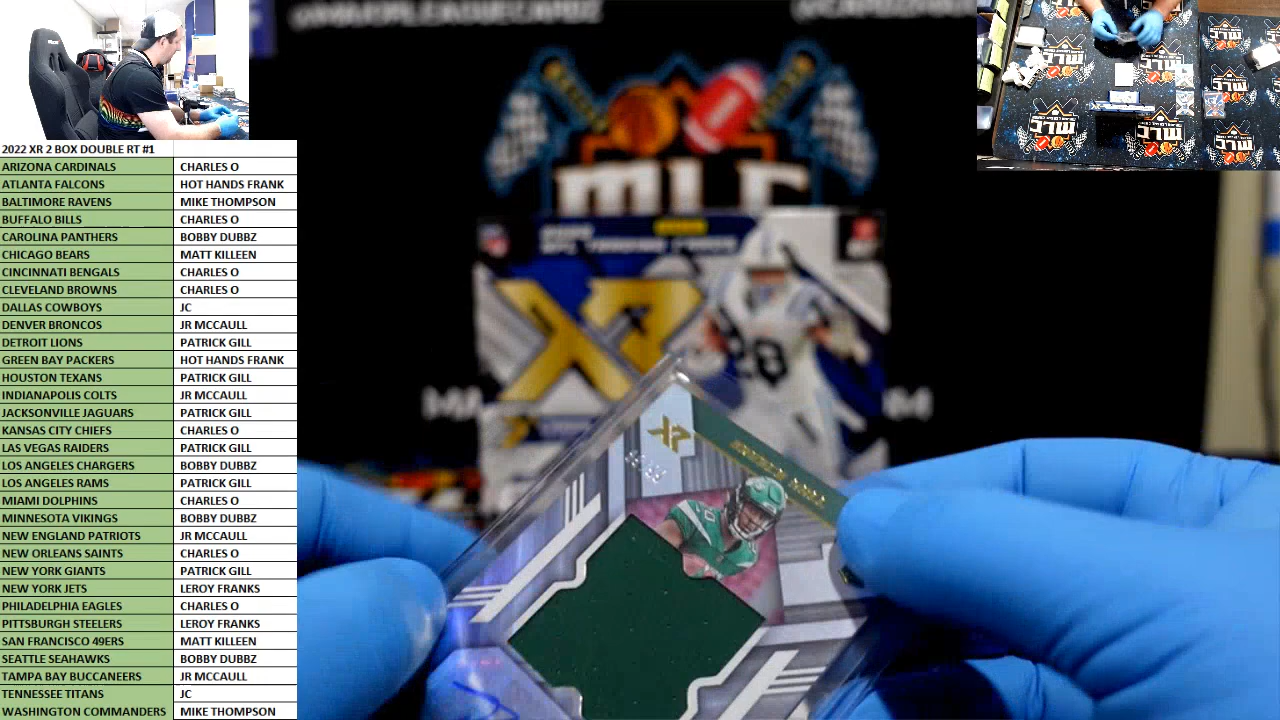 2022 XR 2 BOX DOUBLE RT #1
ARIZONA CARDINALS CHARLES O
ATLANTA FALCONS HOT HANDS FRANK
BALTIMORE RAVENS MIKE THOMPSON
BUFFALO BILLS CHARLES O
CAROLINA PANTHERS BOBBY DUBBZ
CHICAGO BEARS MATT KILLEEN
CINCINNATI BENGALS CHARLES O
CLEVELAND BROWNS CHARLES O
DALLAS COWBOYS JC
DENVER BRONCOS JR MCCAULL
DETROIT LIONS PATRICK GILL
GREEN BAY PACKERS HOT HANDS FRANK
HOUSTON TEXANS PATRICK GILL
INDIANAPOLIS COLTS JR MCCAULL
JACKSONVILLE JAGUARS PATRICK GILL
KANSAS CITY CHIEFS CHARLES O
LAS VEGAS RAIDERS PATRICK GILL
LOS ANGELES CHARGERS BOBBY DUBBZ
LOS ANGELES RAMS PATRICK GILL
MIAMI DOLPHINS CHARLES O
MINNESOTA VIKINGS BOBBY DUBBZ
NEW ENGLAND PATRIOTS JR MCCAULL
NEW ORLEANS SAINTS CHARLES O
NEW YORK GIANTS PATRICK GILL
NEW YORK JETS LEROY FRANKS
PHILADELPHIA EAGLES CHARLES O
PITTSBURGH STEELERS LEROY FRANKS
SAN FRANCISCO 49ERS MATT KILLEEN
SEATTLE SEAHAWKS BOBBY DUBBZ
TAMPA BAY BUCCANEERS JR MCCAULL
TENNESSEE TITANS JC
WASHINGTON COMMANDERS MIKE THOMPSON
MLC
XR
28
XR
MLC
MLC
MLC
MLC